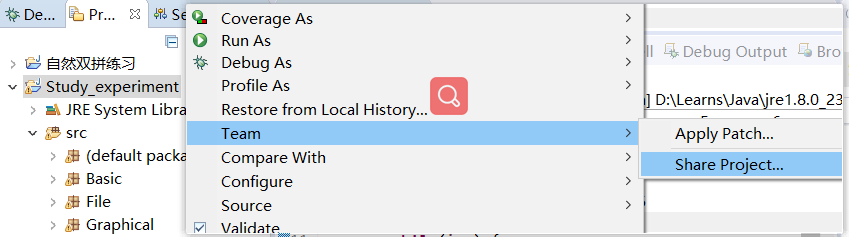 De...
Pr...
Se
自然双拼练习
Study_experiment
JRE System Libra
src
(default packa
Basic
File
Graphical
Coverage As
Run As
Debug As
Profile As
Restore from Local History...
Team
Compare With
Configure
Source
Validate
Debug Output
Bro
] D:\Learns\Java\jre1.8.0_23
Apply Patch...
Share Project...